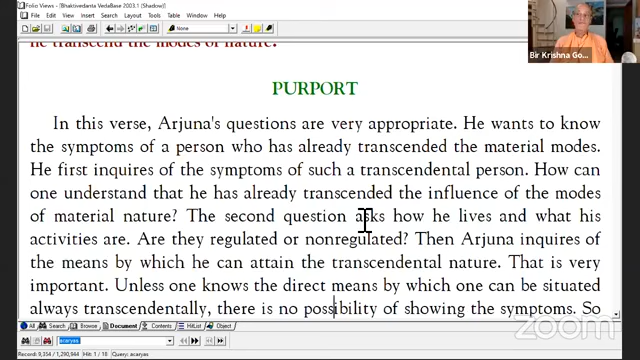 Folio Views - [Bhaktivedanta VedaBase 2003.1 (Shadow)]
File Edit View Search Layout Tools Window Help
he transcend the modes of nature.
Bir Krishna Go...
PURPORT
In this verse, Arjuna's questions are very appropriate. He wants to know
the symptoms of a person who has already transcended the material modes.
He first inquires of the symptoms of such a transcendental person. How can
one understand that he has already transcended the influence of the modes
of material nature? The second question asks how he lives and what his
activities are. Are they regulated or nonregulated? Then Arjuna inquires of
the means by which he can attain the transcendental nature. That is very
important. Unless one knows the direct means by which one can be situated
always transcendentally, there is no possibility of showing the symptoms. So
All Search Browse Document Contents HitList Object
acaryas
Record: 9,354 / 1,290,944 Hit: 1 / 18 Query: acaryas
zoom